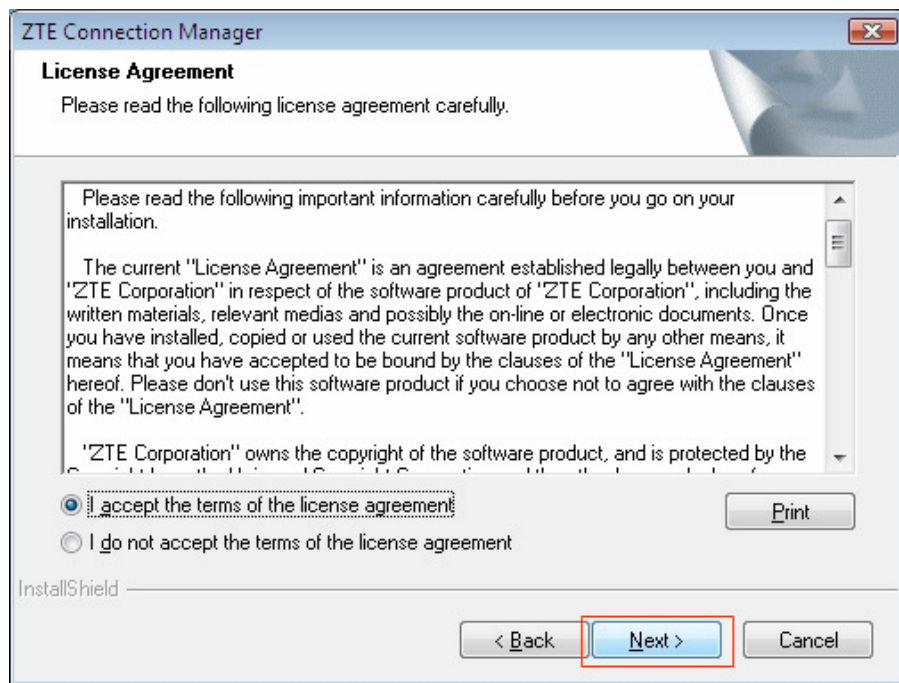 ZTE Connection Manager
License Agreement
Please read the following license agreement carefully.
Please read the following important information carefully before you go on your
installation.
The current "License Agreement" is an agreement established legally between you and
"ZTE Corporation" in respect of the software product of "ZTE Corporation", including the
written materials, relevant medias and possibly the on-line or electronic documents. Once
you have installed, copied or used the current software product by any other means, it
means that you have accepted to be bound by the clauses of the "License Agreement"
hereof. Please don't use this software product if you choose not to agree with the clauses
of the "License Agreement".
"ZTE Corporation" owns the copyright of the software product, and is protected by the
I accept the terms of the license agreement
Print
I do not accept the terms of the license agreement
InstallShield
< Back
Next >
Cancel